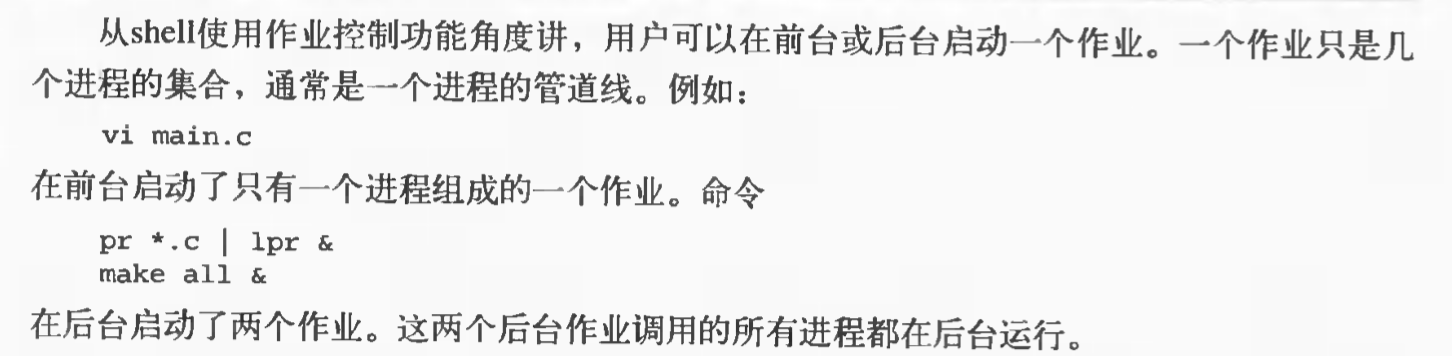 从shell使用作业控制功能角度讲，用户可以在前台或后台启动一个作业。一个作业只是几
个进程的集合，通常是一个进程的管道线。例如：
vi main.c
在前台启动了只有一个进程组成的一个作业。命令
pr *.c | lpr &
make all &
在后台启动了两个作业。这两个后台作业调用的所有进程都在后台运行。